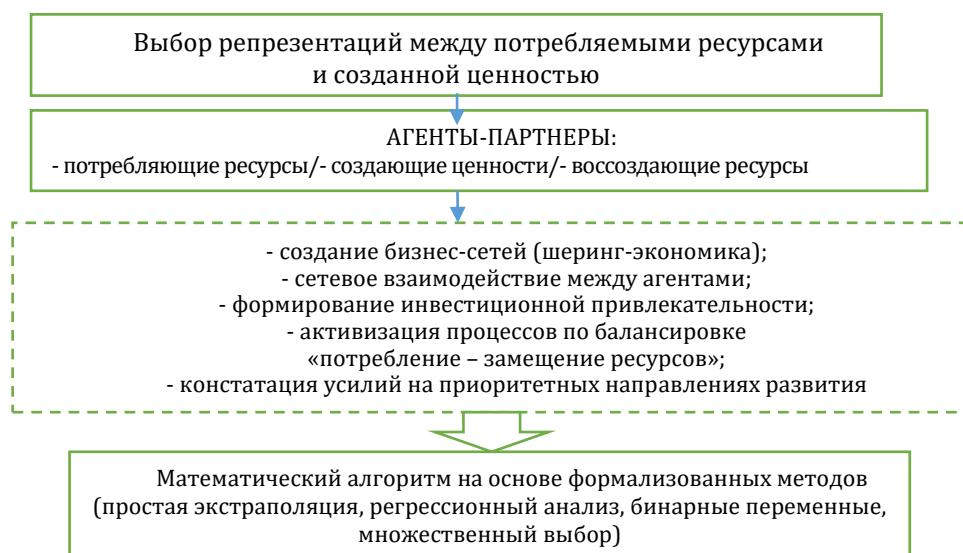 Выбор репрезентаций между потребляемыми ресурсами
и созданной ценностью
АГЕНТЫ-ПАРТНЕРЫ:
- потребляющие ресурсы/- создающие ценности/- воссоздающие ресурсы
- создание бизнес-сетей (шеринг-экономика);
- сетевое взаимодействие между агентами;
- формирование инвестиционной привлекательности;
- активизация процессов по балансировке
«потребление – замещение ресурсов»;
- констатация усилий на приоритетных направлениях развития
Математический алгоритм на основе формализованных методов
(простая экстраполяция, регрессионный анализ, бинарные переменные,
множественный выбор)